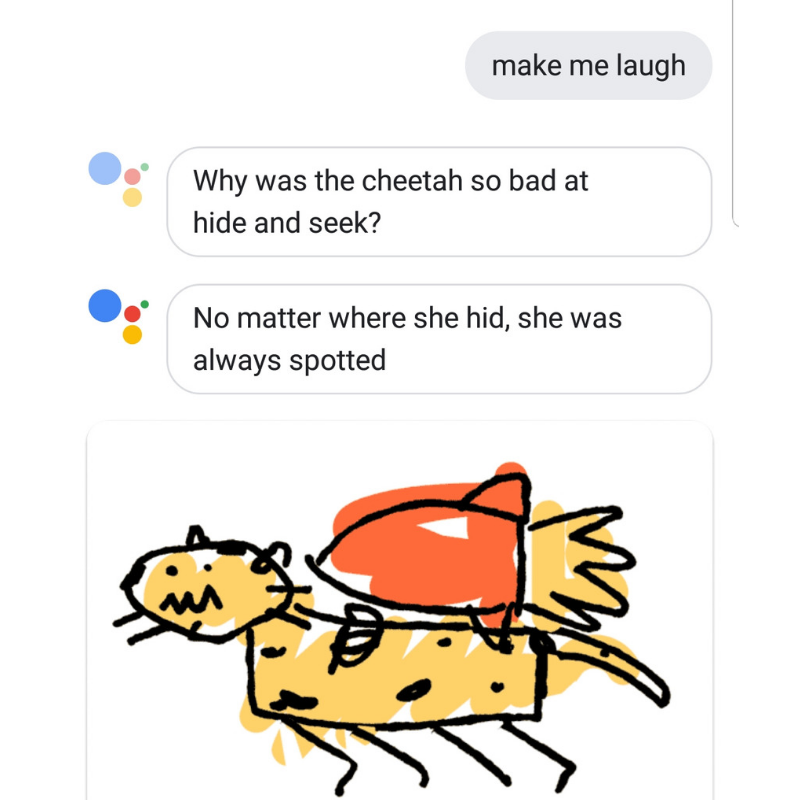 make me laugh
Why was the cheetah so bad at
hide and seek?
No matter where she hid, she was
always spotted